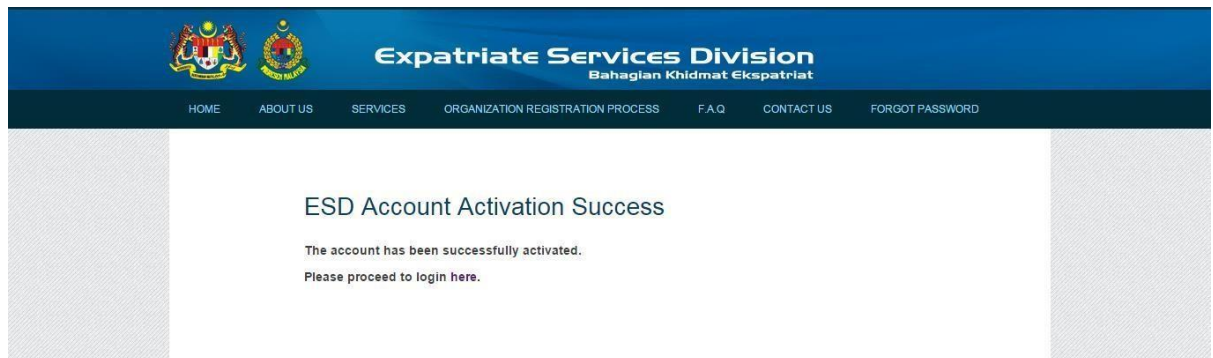 Expatriate Services Division
Bahagian Khidmat Ekspatriat
HOME ABOUT US SERVICES ORGANIZATION REGISTRATION PROCESS F.A.Q CONTACT US FORGOT PASSWORD
ESD Account Activation Success
The account has been successfully activated.
Please proceed to login here.